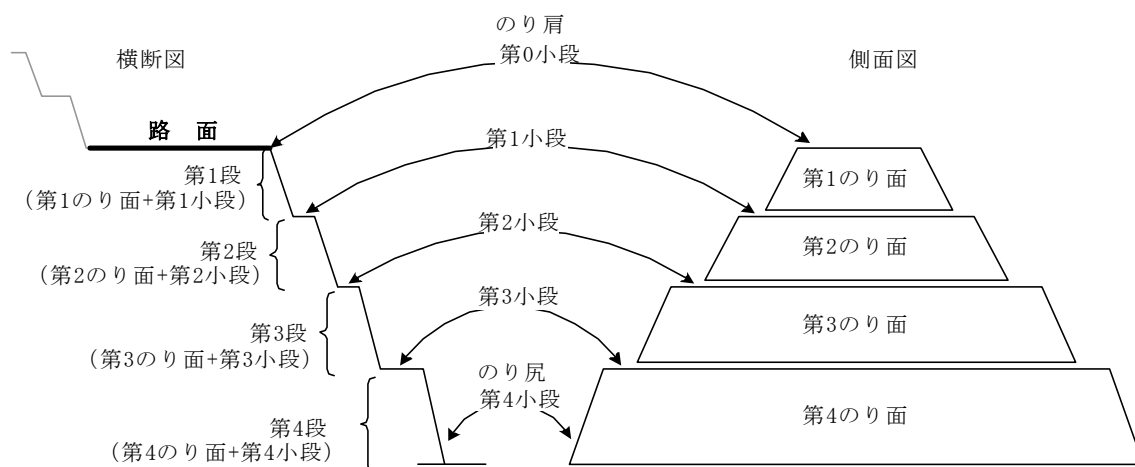 横断図
のり肩
第0小段
側面図
路 面
第1小段
第1段
(第1のり面+第1小段)
第1のり面
第2小段
第2段
(第2のり面+第2小段)
第2のり面
第3小段
第3段
(第3のり面+第3小段)
第3のり面
のり尻
第4小段
第4段
(第4のり面+第4小段)
第4のり面